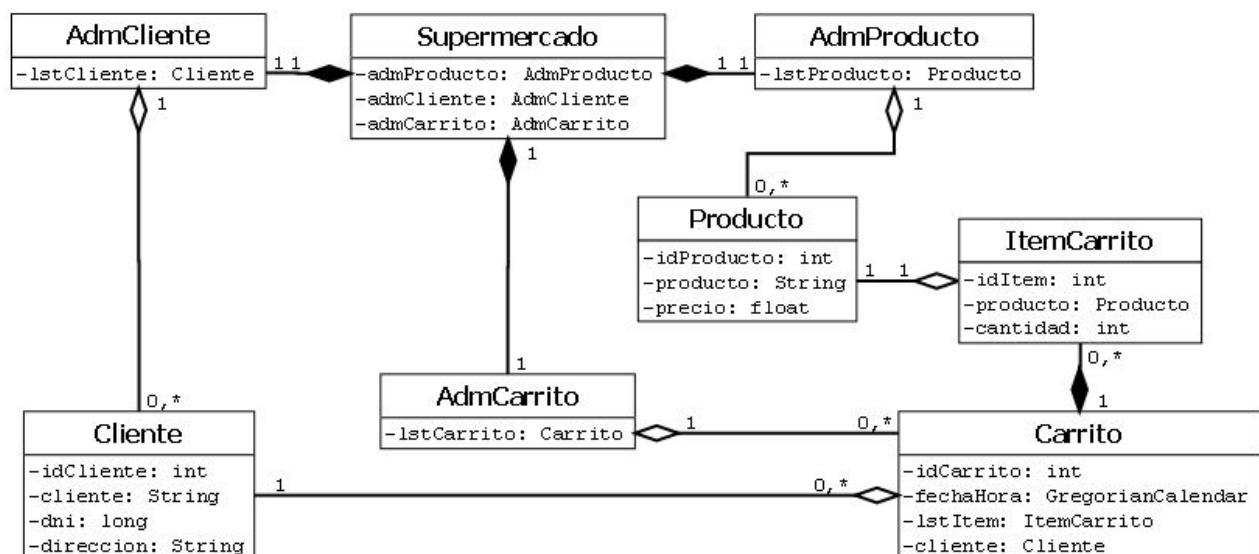 AdmCliente
-lstCliente: Cliente
1
1
1
Supermercado
-admProducto: AdmProducto
-admCliente: AdmCliente
-admCarrito: AdmCarrito
1
1
1
AdmProducto
-lstProducto: Producto
1
0,*
Producto
-idProducto: int
-producto: String
-precio: float
1
1
ItemCarrito
-idItem: int
-producto: Producto
-cantidad: int
0,*
1
1
AdmCarrito
-lstCarrito: Carrito
1
0,*
0,*
Cliente
-idCliente: int
-cliente: String
-dni: long
-direccion: String
1
0,*
Carrito
-idCarrito: int
-fechaHora: GregorianCalendar
-lstItem: ItemCarrito
-cliente: Cliente